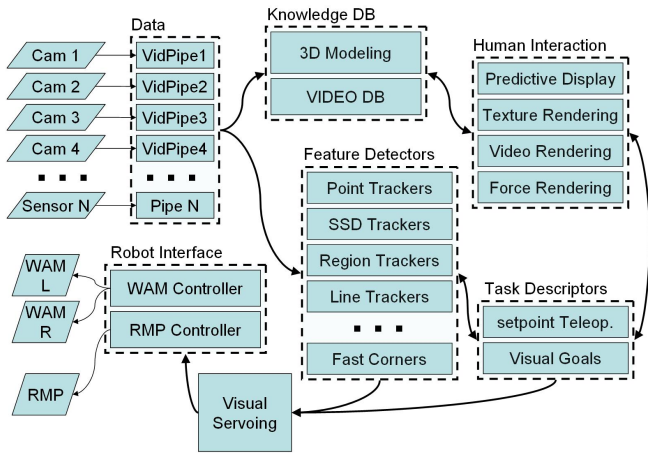 Data
Cam 1
VidPipe1
Cam 2
VidPipe2
Cam 3
VidPipe3
Cam 4
VidPipe4
Sensor N
Pipe N
Knowledge DB
3D Modeling
VIDEO DB
Human Interaction
Predictive Display
Texture Rendering
Video Rendering
Force Rendering
Feature Detectors
Point Trackers
SSD Trackers
Region Trackers
Line Trackers
Fast Corners
Robot Interface
WAM Controller
RMP Controller
WAM
L
WAM
R
RMP
Task Descriptors
setpoint Teleop.
Visual Goals
Visual
Servoing